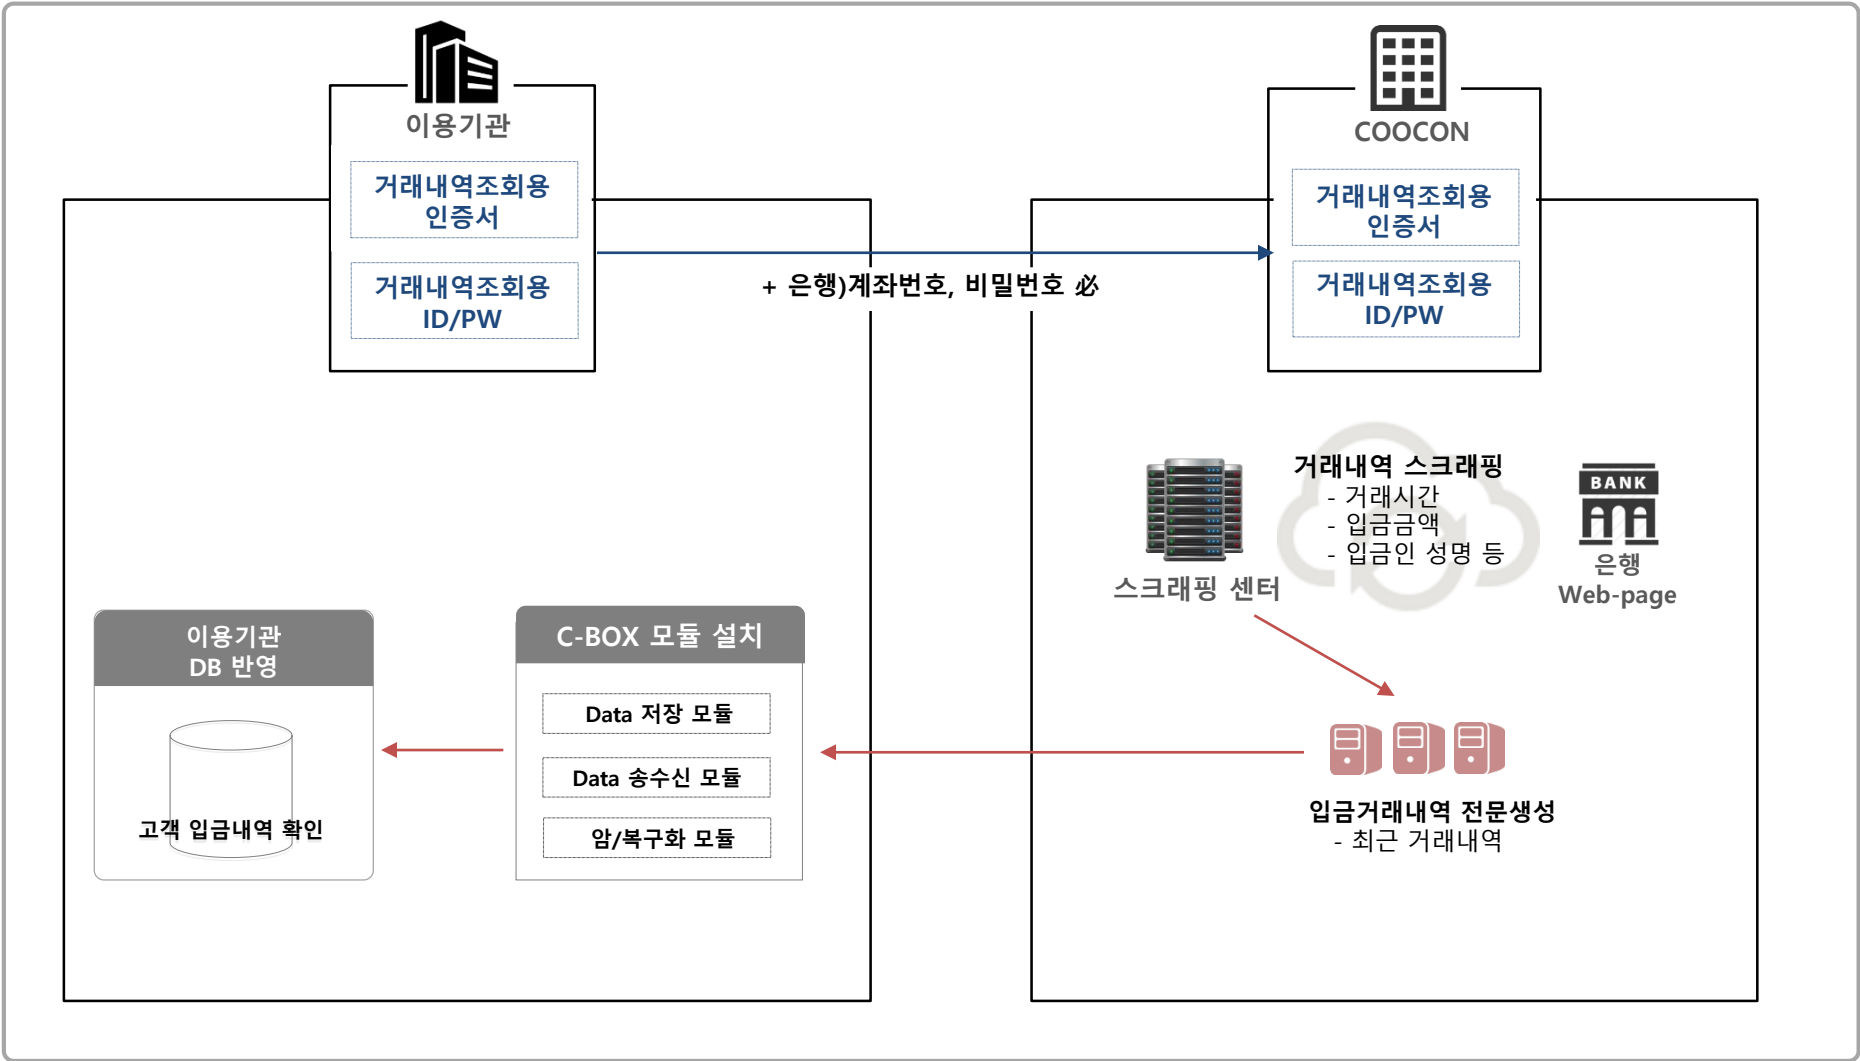 이용기관
거래내역조회용
인증서
거래내역조회용
ID/PW
+ 은행)계좌번호, 비밀번호 必
COOCON
거래내역조회용
인증서
거래내역조회용
ID/PW
스크래핑 센터
거래내역 스크래핑
- 거래시간
- 입금금액
- 입금인 성명 등
BANK
은행
Web-page
이용기관
DB 반영
고객 입금내역 확인
C-BOX 모듈 설치
Data 저장 모듈
Data 송수신 모듈
암/복구화 모듈
입금거래내역 전문생성
- 최근 거래내역